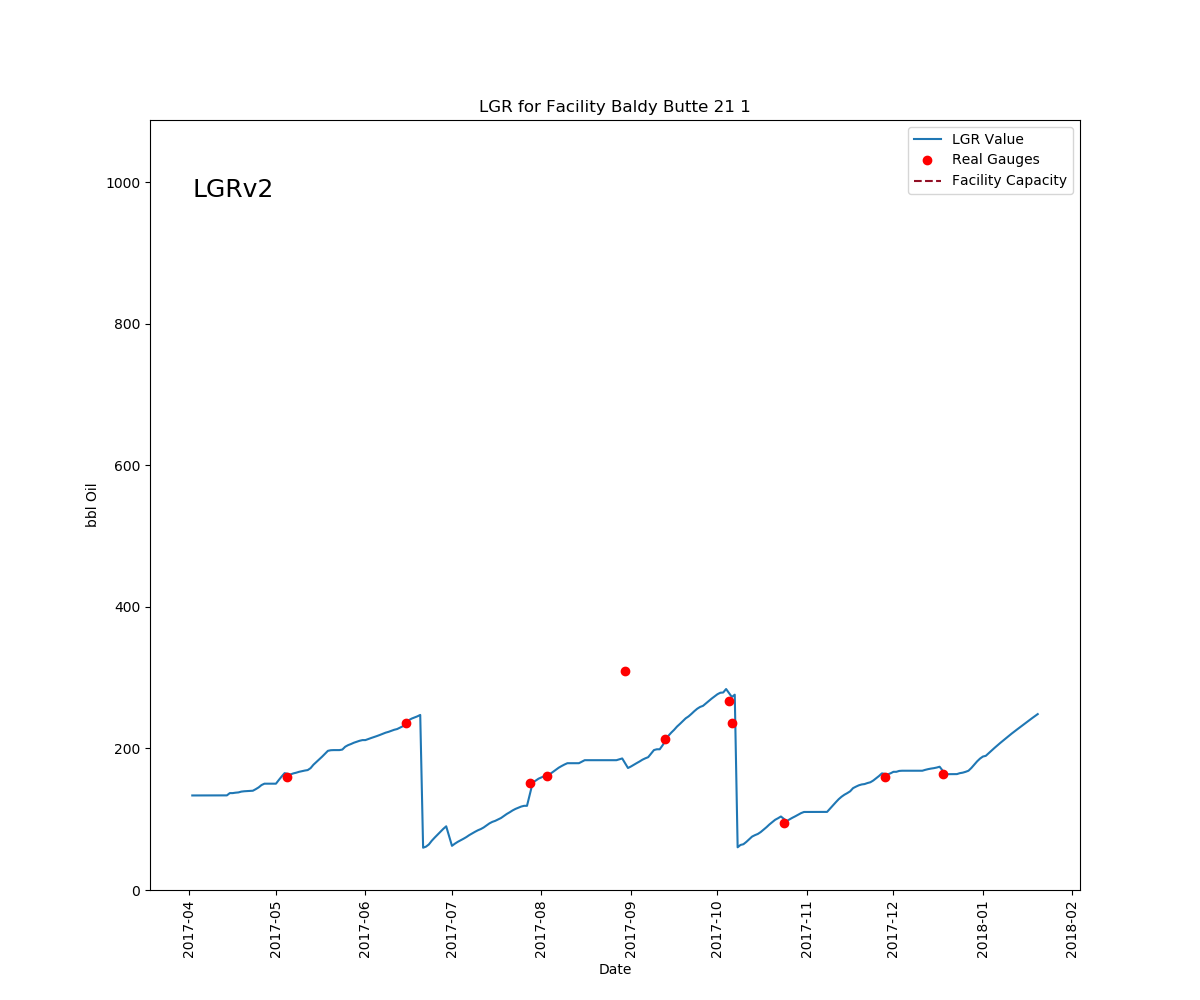 LGR for Facility Baldy Butte 21 1
LGRv2
LGR Value
Real Gauges
Facility Capacity
bbl Oil
1000
800
600
400
200
0
2017-04
2017-05
2017-06
2017-07
2017-08
2017-09
2017-10
2017-11
2017-12
2018-01
2018-02
Date